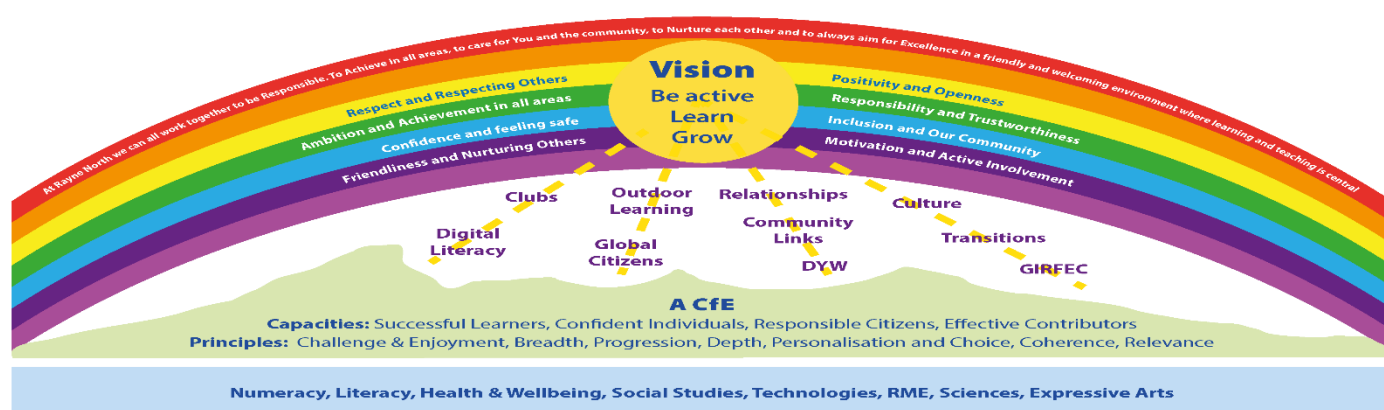 At Rayne North we can all work together to be Responsible. To Achieve in all areas, to care for You and the community, to Nurture each other and to always aim for Excellence in a friendly and welcoming environment where learning and teaching is central
Vision
Be active
Learn
Grow
Respect and Respecting Others
Ambition and Achievement in all areas
Confidence and feeling safe
Friendliness and Nurturing Others
Positivity and Openness
Responsibility and Trustworthiness
Inclusion and Our Community
Motivation and Active Involvement
Clubs
Digital
Literacy
Outdoor
Learning
Global
Citizens
Relationships
Community
Links
DYW
Culture
Transitions
GIRFEC
A CfE
Capacities: Successful Learners, Confident Individuals, Responsible Citizens, Effective Contributors
Principles: Challenge & Enjoyment, Breadth, Progression, Depth, Personalisation and Choice, Coherence, Relevance
Numeracy, Literacy, Health & Wellbeing, Social Studies, Technologies, RME, Sciences, Expressive Arts